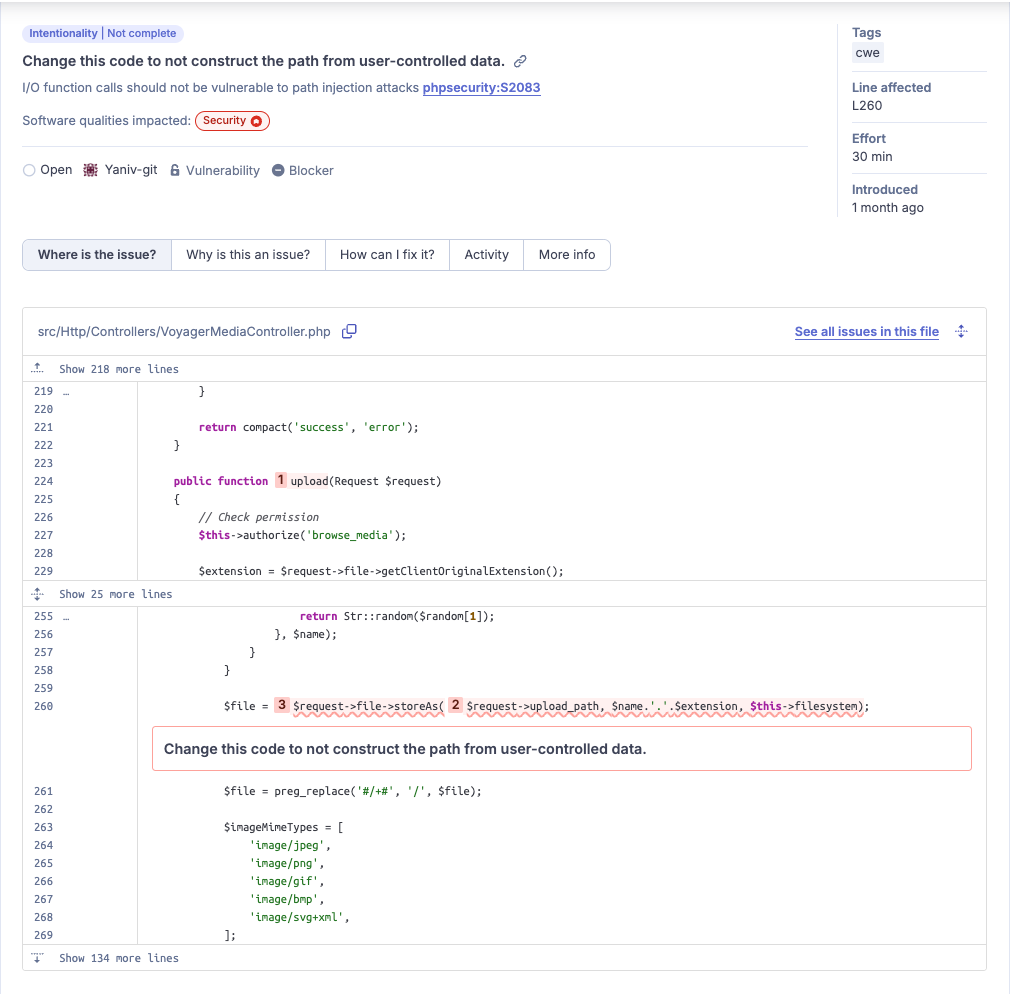 Intentionality | Not complete
Change this code to not construct the path from user-controlled data.
I/O function calls should not be vulnerable to path injection attacks phpsecurity:S2083
Software qualities impacted: Security
Open Yaniv-git Vulnerability Blocker
Tags
cwe
Line affected
L260
Effort
30 min
Introduced
1 month ago
Where is the issue? Why is this an issue? How can I fix it? Activity More info
src/Http/Controllers/VoyagerMediaController.php See all issues in this file
Show 218 more lines
219 … }
220
221 return compact('success', 'error');
222 }
223
224 public function 1 upload(Request $request)
225 {
226 // Check permission
227 $this->authorize('browse_media');
228
229 $extension = $request->file->getClientOriginalExtension();
Show 25 more lines
255 … return Str::random($random[1]);
256 }, $name);
257 }
258 }
259
260 $file = 3 $request->file->storeAs( 2 $request->upload_path, $name.'.'.$extension, $this->filesystem);
Change this code to not construct the path from user-controlled data.
261 $file = preg_replace('#/+#', '/', $file);
262
263 $imageMimeTypes = [
264 'image/jpeg',
265 'image/png',
266 'image/gif',
267 'image/bmp',
268 'image/svg+xml',
269 ];
Show 134 more lines